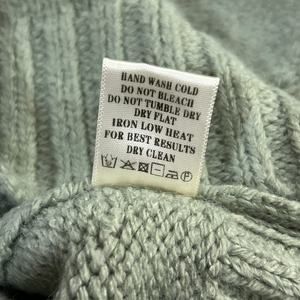 HAND WASH COLD
DO NOT BLEACH
DO NOT TUMBLE DRY
DRY FLAT
IRON LOW HEAT
FOR BEST RESULTS
DRY CLEAN